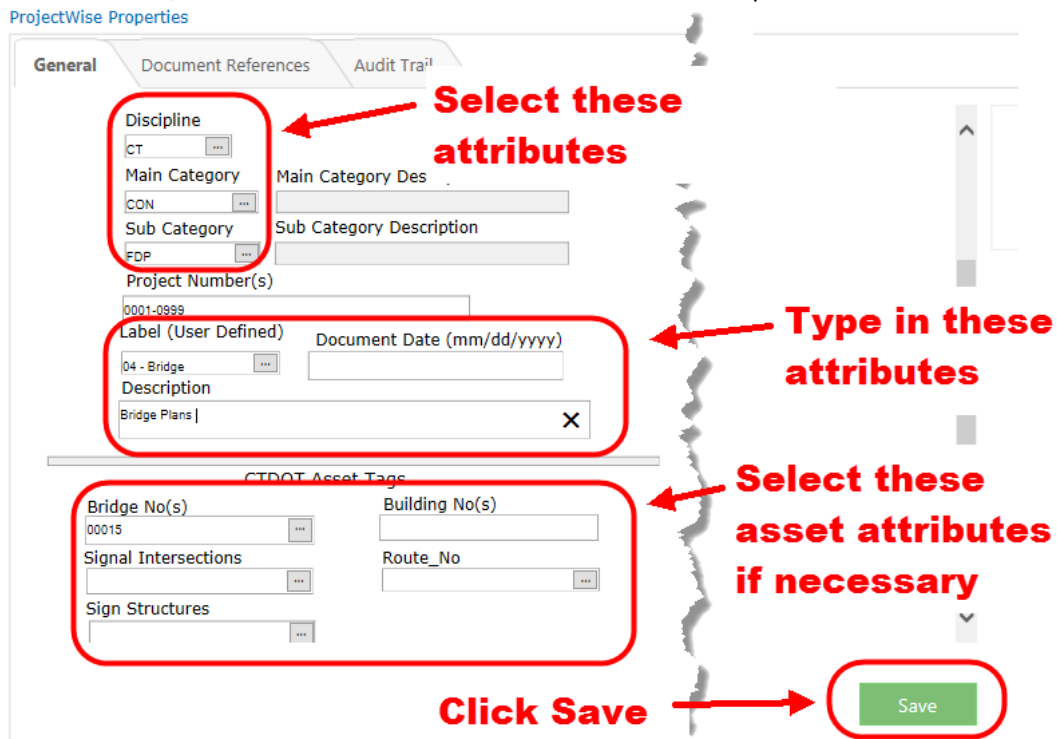 ProjectWise Properties
General Document References Audit Trail
Select these
attributes
Discipline
CT ...
Main Category Main Category Des
CON ...
Sub Category Sub Category Description
FDP ...
Project Number(s)
0001-0999
Label (User Defined) Document Date (mm/dd/yyyy)
04 - Bridge ...
Type in these
attributes
Description
Bridge Plans
CTDOT Asset Tags
Select these
asset attributes
if necessary
Bridge No(s) Building No(s)
00015 ...
Signal Intersections Route_No
... ...
Sign Structures
...
Click Save
Save